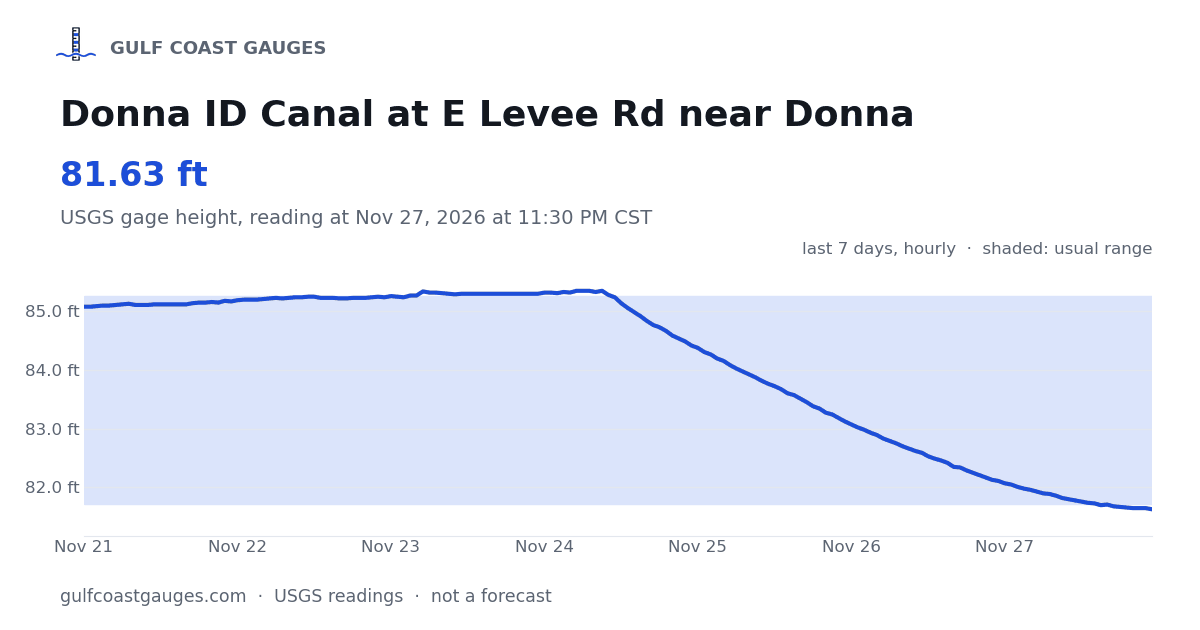 GULF COAST GAUGES
Donna ID Canal at E Levee Rd near Donna
81.63 ft
USGS gage height, reading at Nov 27, 2026 at 11:30 PM CST
last 7 days, hourly · shaded: usual range
85.0 ft
84.0 ft
83.0 ft
82.0 ft
Nov 21 Nov 22 Nov 23 Nov 24 Nov 25 Nov 26 Nov 27
gulfcoastgauges.com · USGS readings · not a forecast